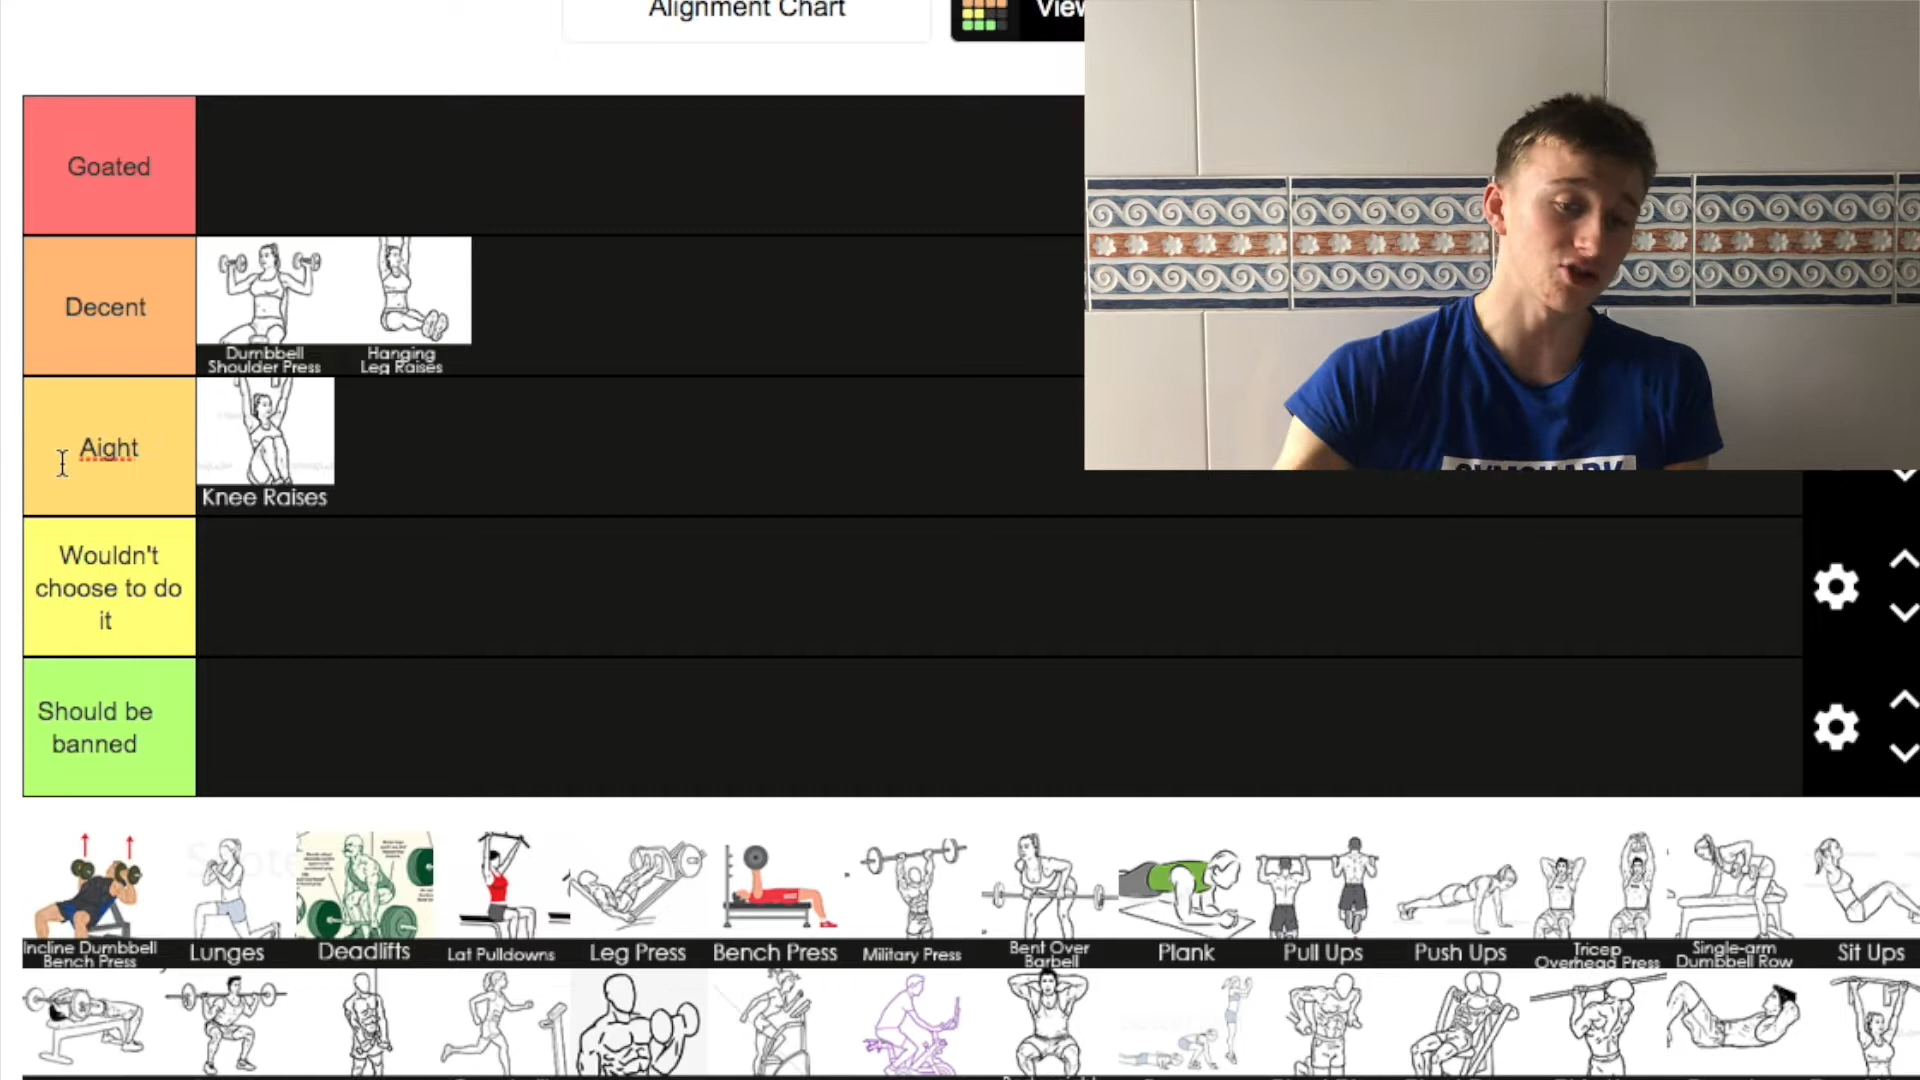 Alignment Chart
View
Goated
Decent
Dumbbell
Shoulder Press
Hanging
Leg Raises
Aight
Knee Raises
Wouldn't
choose to do
it
Should be
banned
Incline Dumbbell
Bench Press
Lunges
Deadlifts
Lat Pulldowns
Leg Press
Bench Press
Military Press
Bent Over
Barbell
Plank
Pull Ups
Push Ups
Tricep
Overhead Press
Single-arm
Dumbbell Row
Sit Ups